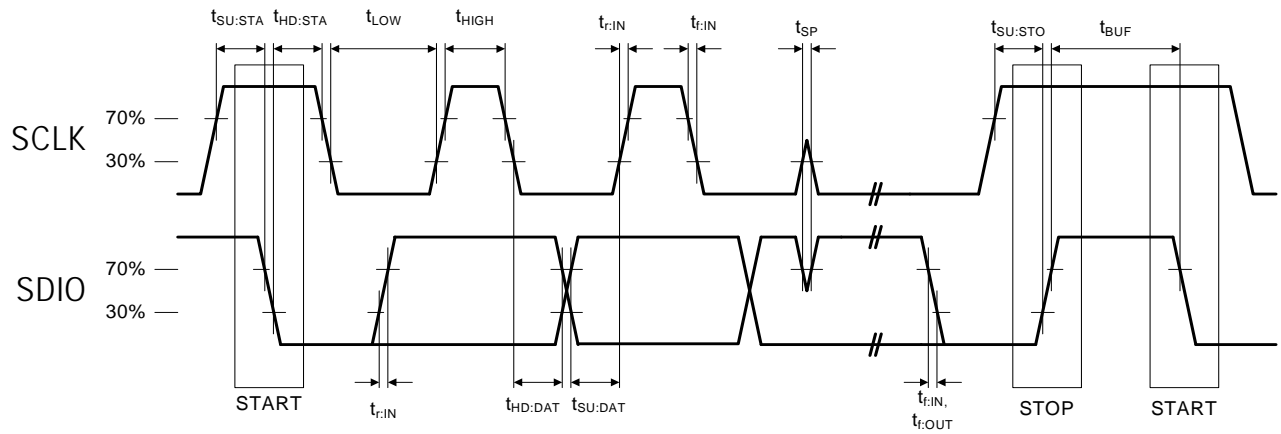 tSU:STA tHD:STA tLOW tHIGH tr:IN tf:IN tSP tSU:STO tBUF
SCLK
70%
30%
SDIO
70%
30%
START
tr:IN
tHD:DAT tSU:DAT
tf:IN,
tf:OUT
STOP
START